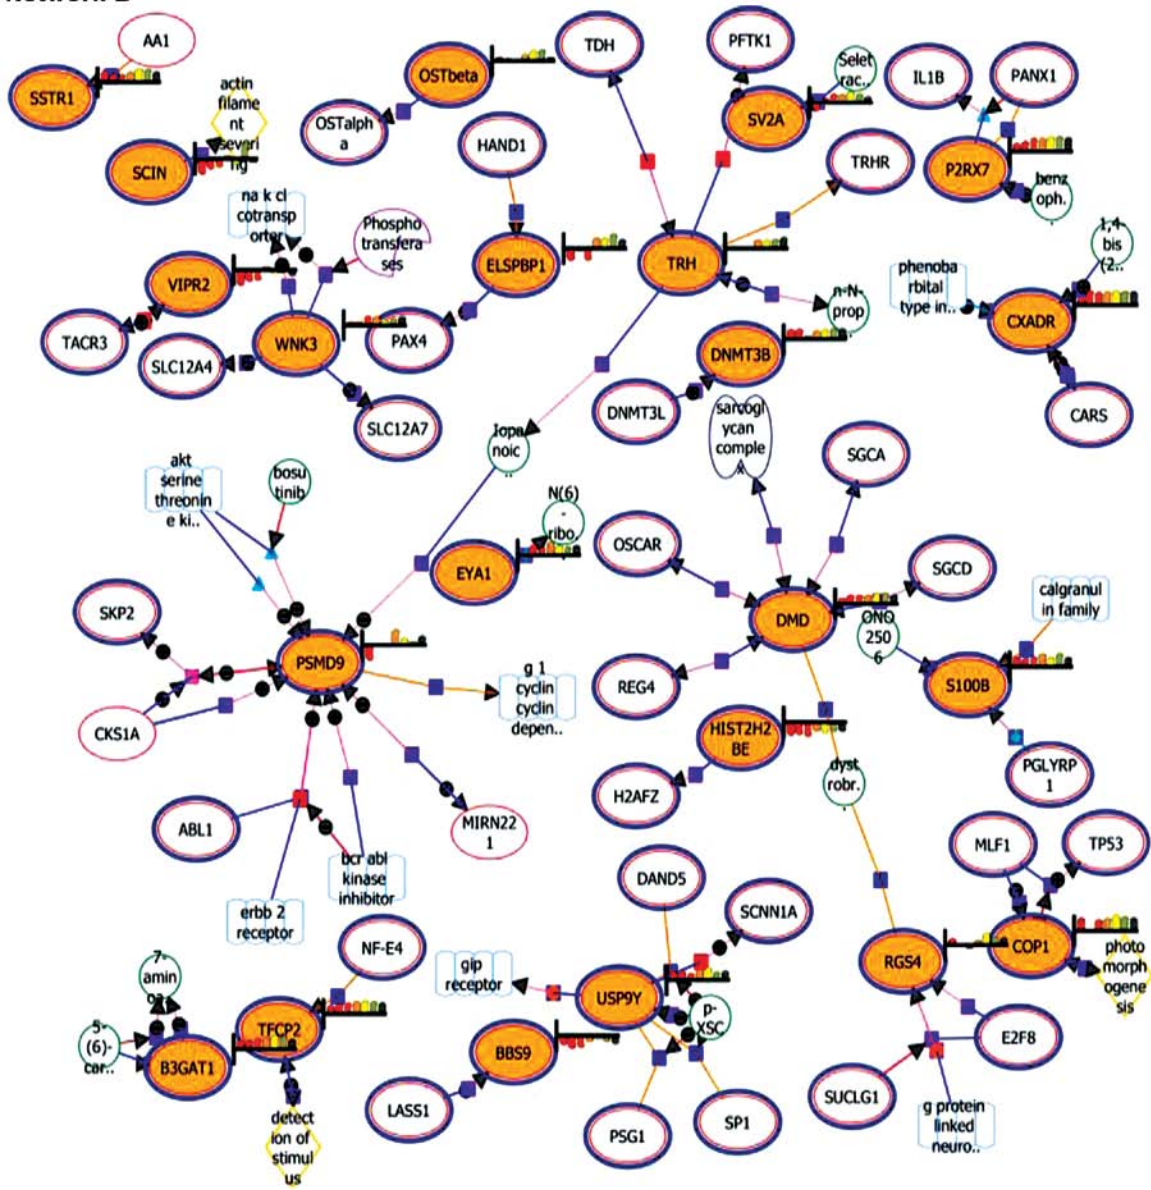 AA1
SSTR1
actin
filame
nt
severi
ng
SCIN
OSTbeta
OSTalph
a
HAND1
TDH
PFTK1
Selet
rac..
SV2A
TRHR
IL1B
PANX1
P2RX7
benz
oph.
.
na k cl
cotransp
orter
Phospho
transfera
ses
VIPR2
TACR3
SLC12A4
WNK3
PAX4
SLC12A7
ELSPBP1
TRH
n-N-
prop
.
DNMT3B
DNMT3L
phenoba
rbital
type in..
1,4-
bis
(2..
CXADR
CARS
sarcogl
ycan
comple
x
Iopa
noic
..
akt
serine
threonin
e ki..
bosu
tinib
N(6)
-
ribo.
EYA1
OSCAR
SGCA
SGCD
DMD
ONO
250
6
calgranul
in family
S100B
PGLYRP
1
REG4
SKP2
PSMD9
CKS1A
g 1
cyclin
cyclin
depen..
HIST2H2
BE
H2AFZ
dyst
robr.
.
ABL1
MIRN22
1
bcr abl
kinase
inhibitor
erbb 2
receptor
MLF1
TP53
COP1
photo
morph
ogene
sis
DAND5
SCNN1A
gip
receptor
USP9Y
p-
XSC
RGS4
E2F8
SUCLG1
g protein
linked
neuro..
NF-E4
7-
amin
TFCP2
5-
(6)-
car..
B3GAT1
detect
ion of
stimul
us
BBS9
LASS1
PSG1
SP1